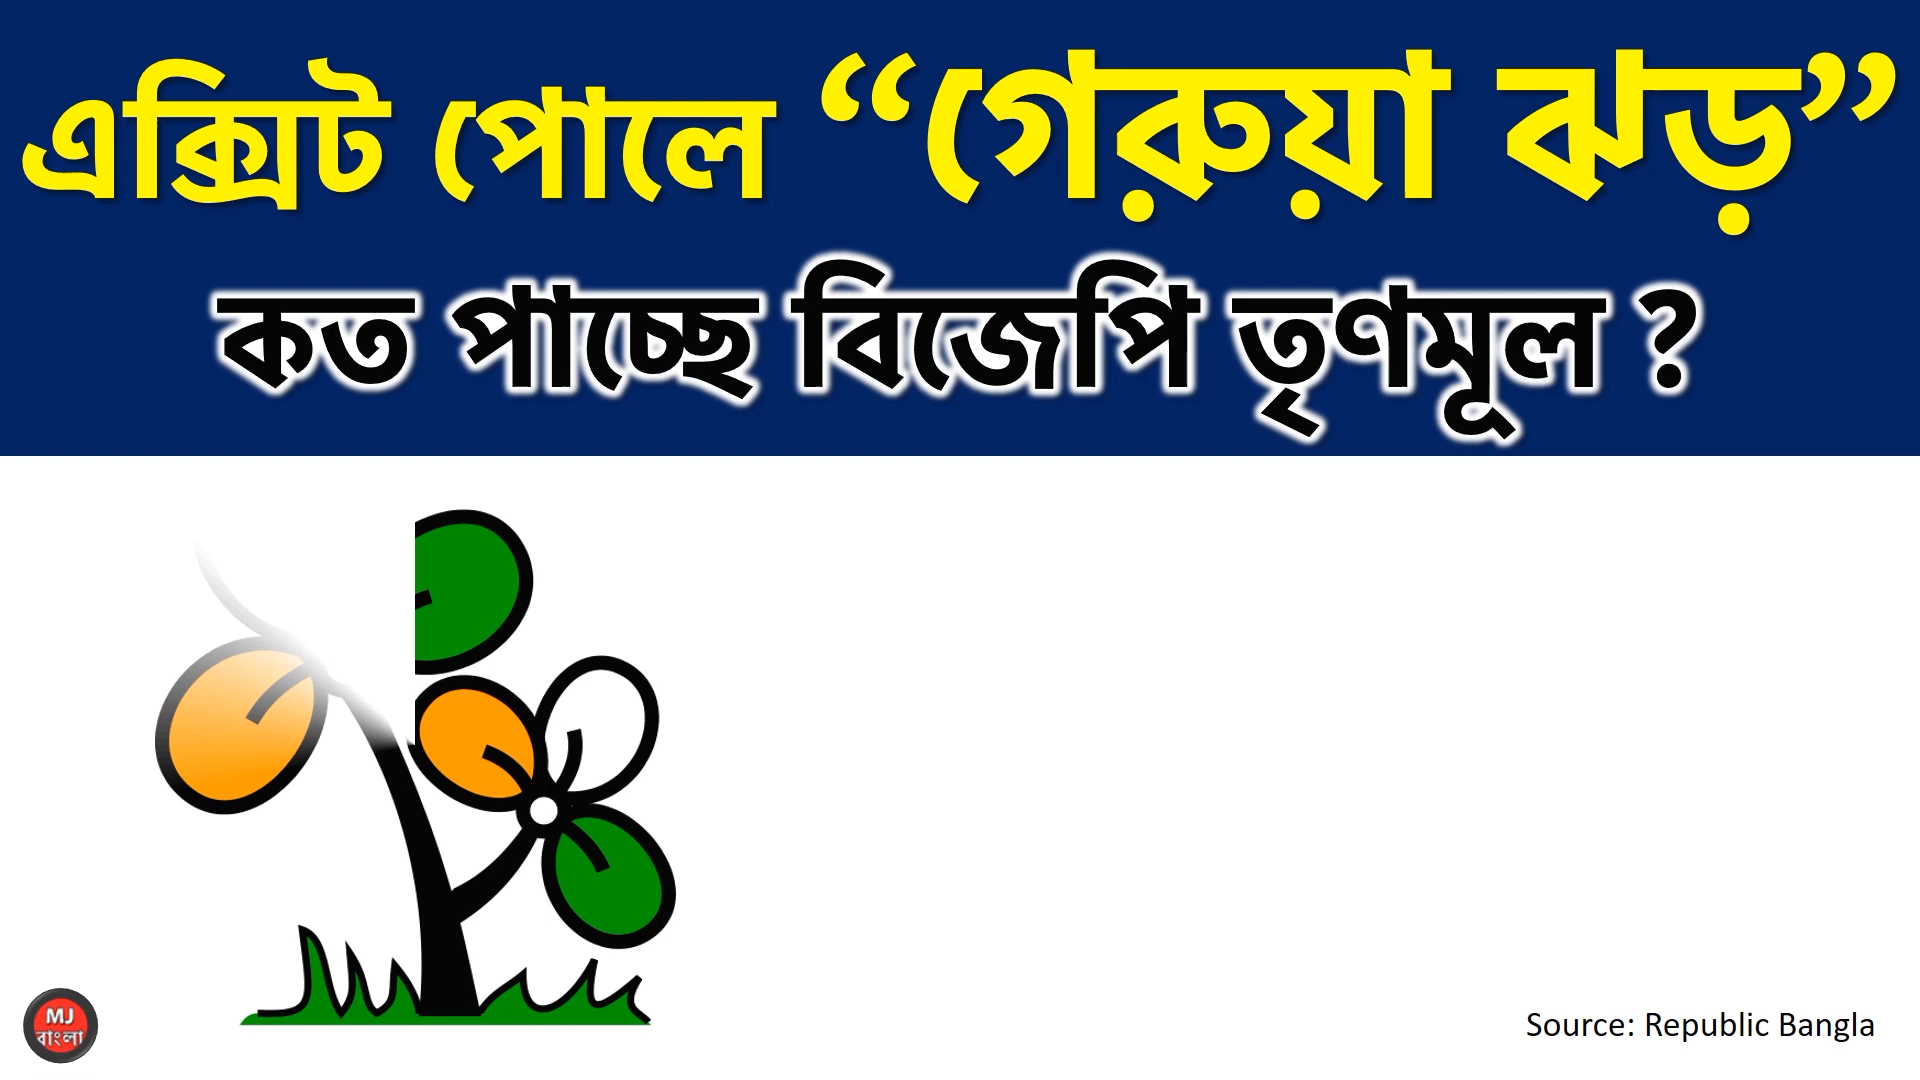 এক্সিট পোলে “গেরুয়া ঝড়”
কত পাচ্ছে বিজেপি তৃণমূল ?
MJ
বাংলা
Source: Republic Bangla